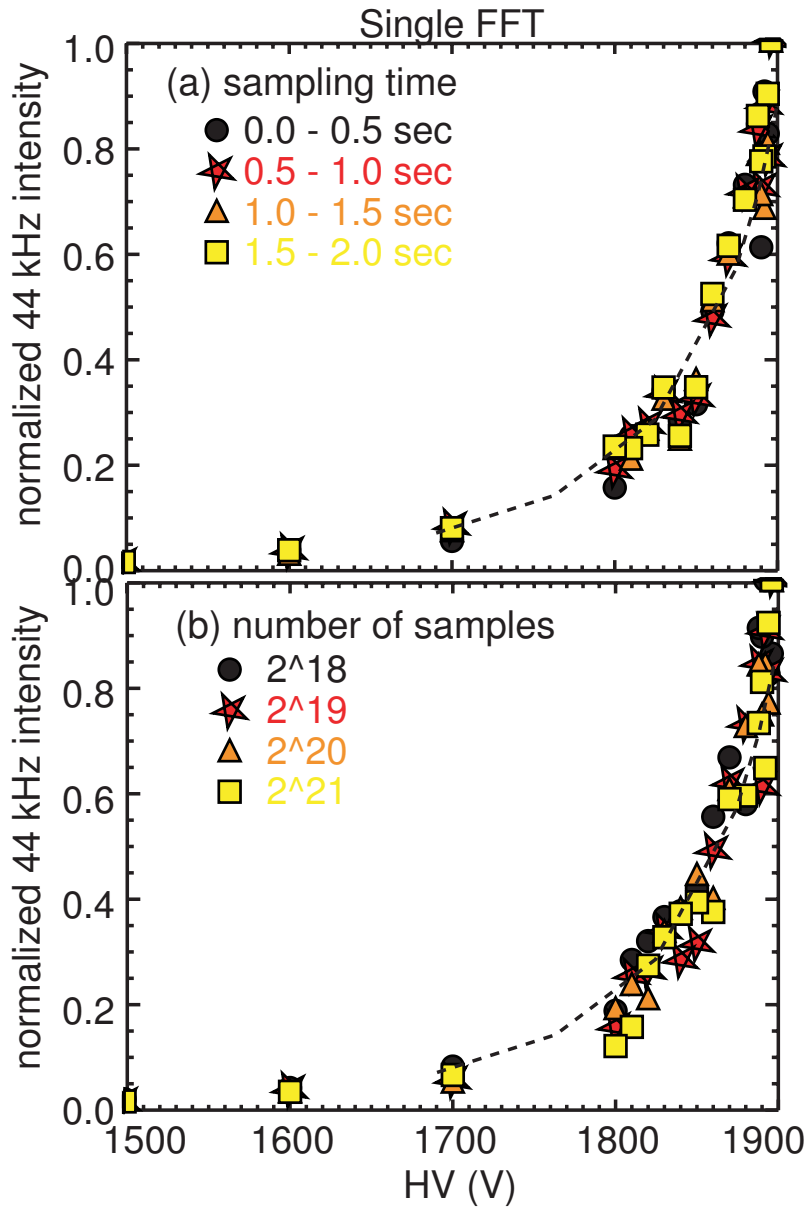 Single FFT
normalized 44 kHz intensity
1.0
0.8
0.6
0.4
0.2
0.0
(a) sampling time
0.0 - 0.5 sec
0.5 - 1.0 sec
1.0 - 1.5 sec
1.5 - 2.0 sec
normalized 44 kHz intensity
1.0
0.8
0.6
0.4
0.2
0.0
(b) number of samples
2^18
2^19
2^20
2^21
1500 1600 1700 1800 1900
HV (V)